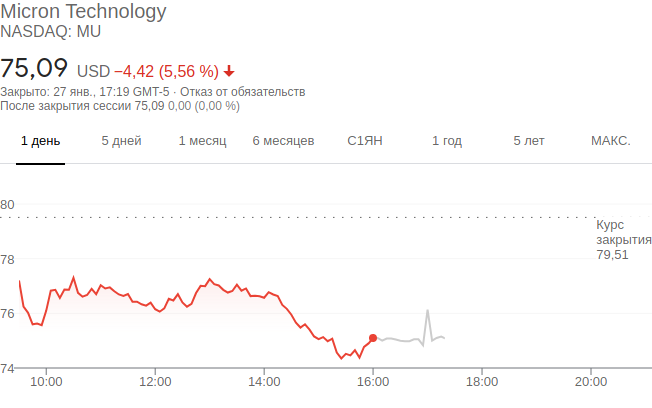 Micron Technology
NASDAQ: MU
75,09 USD −4,42 (5,56 %)
Закрыто: 27 янв., 17:19 GMT-5 · Отказ от обязательств
После закрытия сессии 75,09 0,00 (0,00 %)
1 день 5 дней 1 месяц 6 месяцев С1ЯН 1 год 5 лет МАКС.
80
Курс
закрытия
79,51
78
76
74
10:00 12:00 14:00 16:00 18:00 20:00